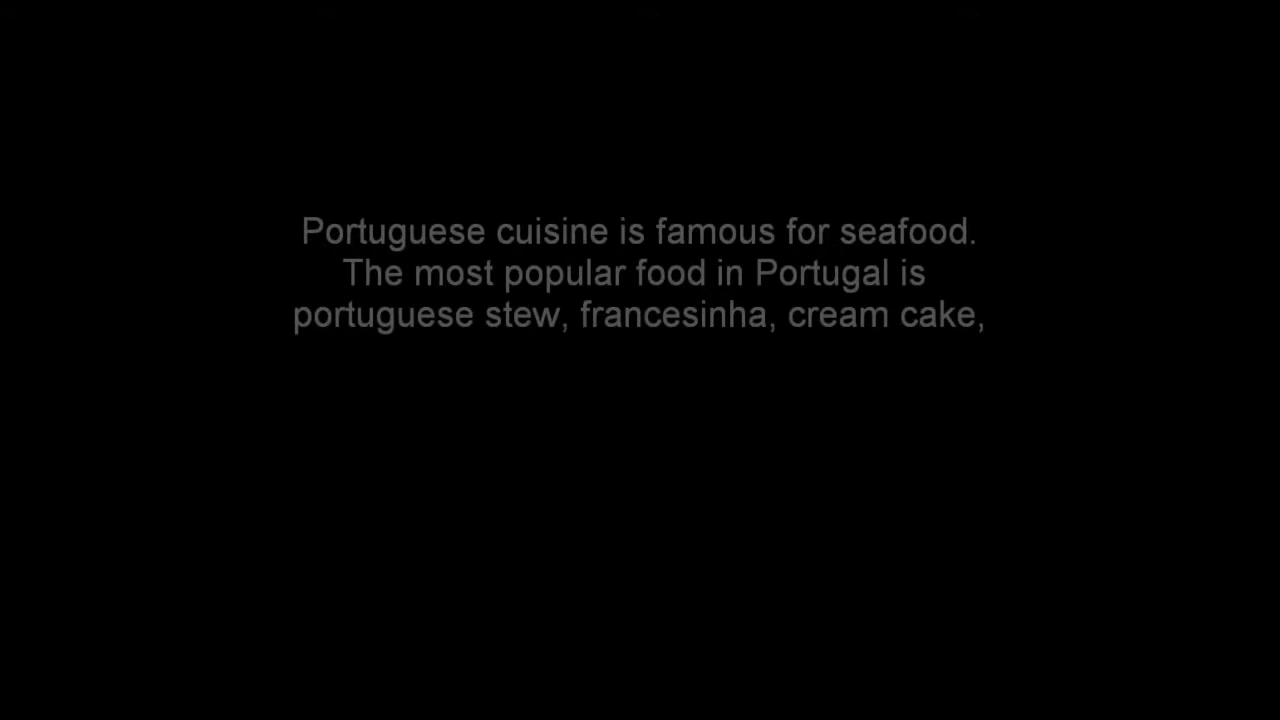 Portuguese cuisine is famous for seafood.
The most popular food in Portugal is
portuguese stew, francesinha, cream cake,